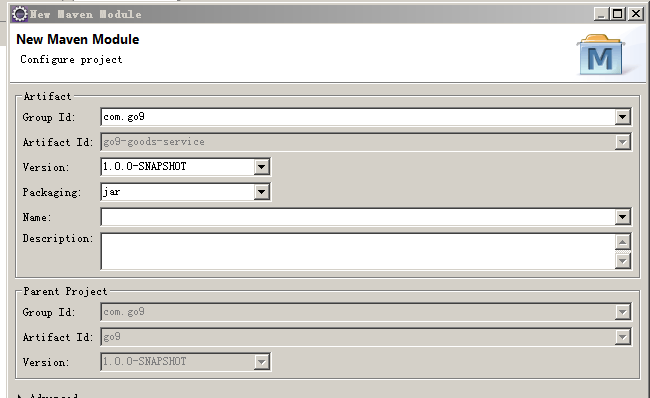 New Maven Module
New Maven Module
Configure project
M
Artifact
Group Id: com.go9
Artifact Id: go9-goods-service
Version: 1.0.0-SNAPSHOT
Packaging: jar
Name:
Description:
Parent Project
Group Id: com.go9
Artifact Id: go9
Version: 1.0.0-SNAPSHOT
Advanced